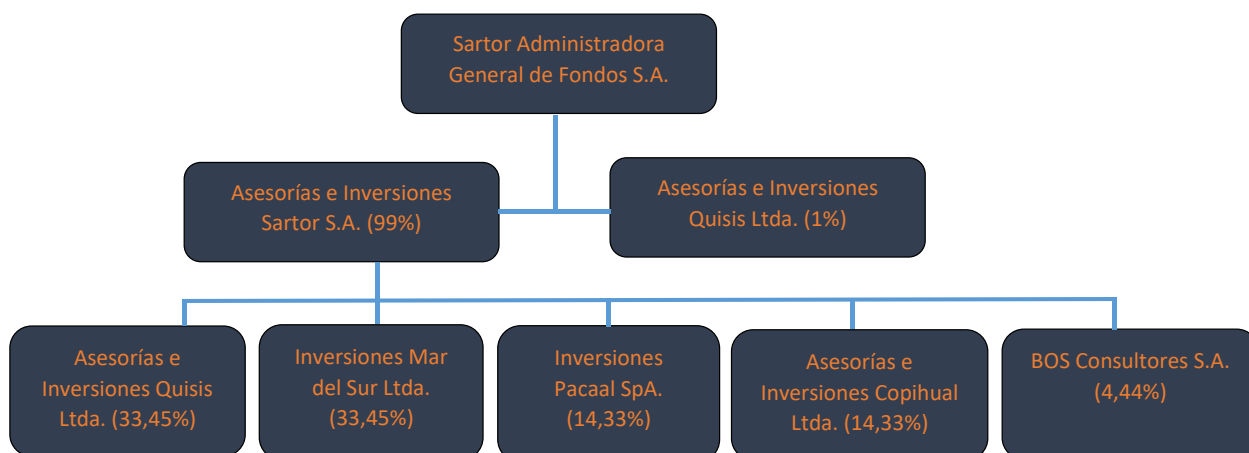 Sartor Administradora
General de Fondos S.A.
Asesorías e Inversiones
Sartor S.A. (99%)
Asesorías e Inversiones
Quisis Ltda. (1%)
Asesorías e
Inversiones Quisis
Ltda. (33,45%)
Inversiones Mar
del Sur Ltda.
(33,45%)
Inversiones
Pacaal SpA.
(14,33%)
Asesorías e
Inversiones Copihual
Ltda. (14,33%)
BOS Consultores S.A.
(4,44%)